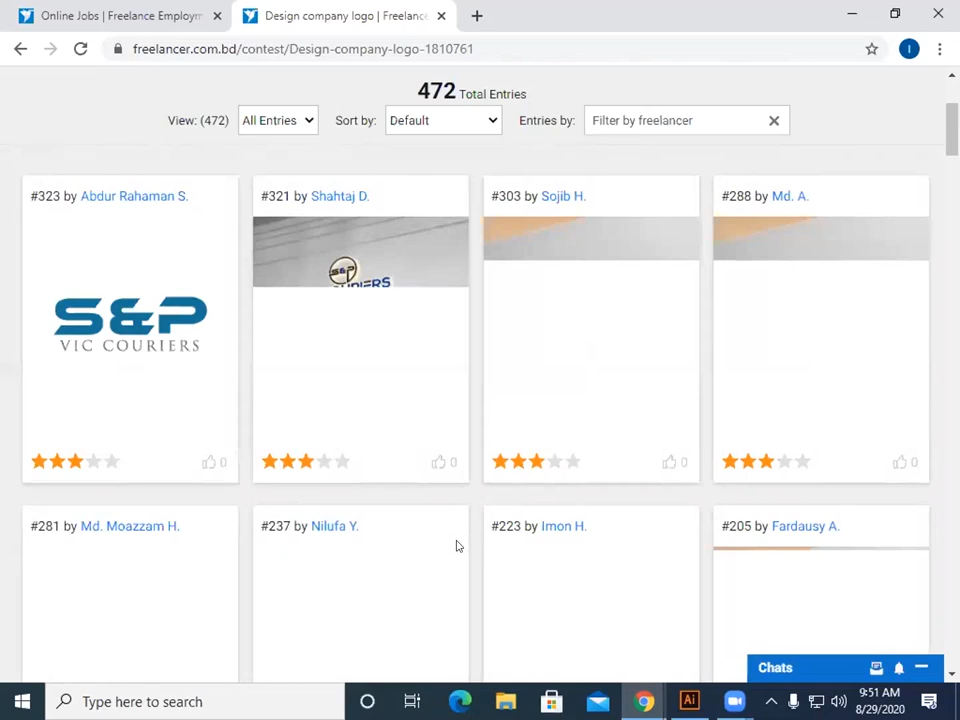 Online Jobs | Freelance Employm
Design company logo | Freelance
freelancer.com.bd/contest/Design-company-logo-1810761
I
472 Total Entries
View: (472) All Entries Sort by: Default Entries by: Filter by freelancer
#323 by Abdur Rahaman S.
#321 by Shahtaj D.
#303 by Sojib H.
#288 by Md. A.
S&P
VIC COURIERS
S&P
0
0
0
0
#281 by Md. Moazzam H.
#237 by Nilufa Y.
#223 by Imon H.
#205 by Fardausy A.
Chats
Type here to search
Ai
9:51 AM
8/29/2020